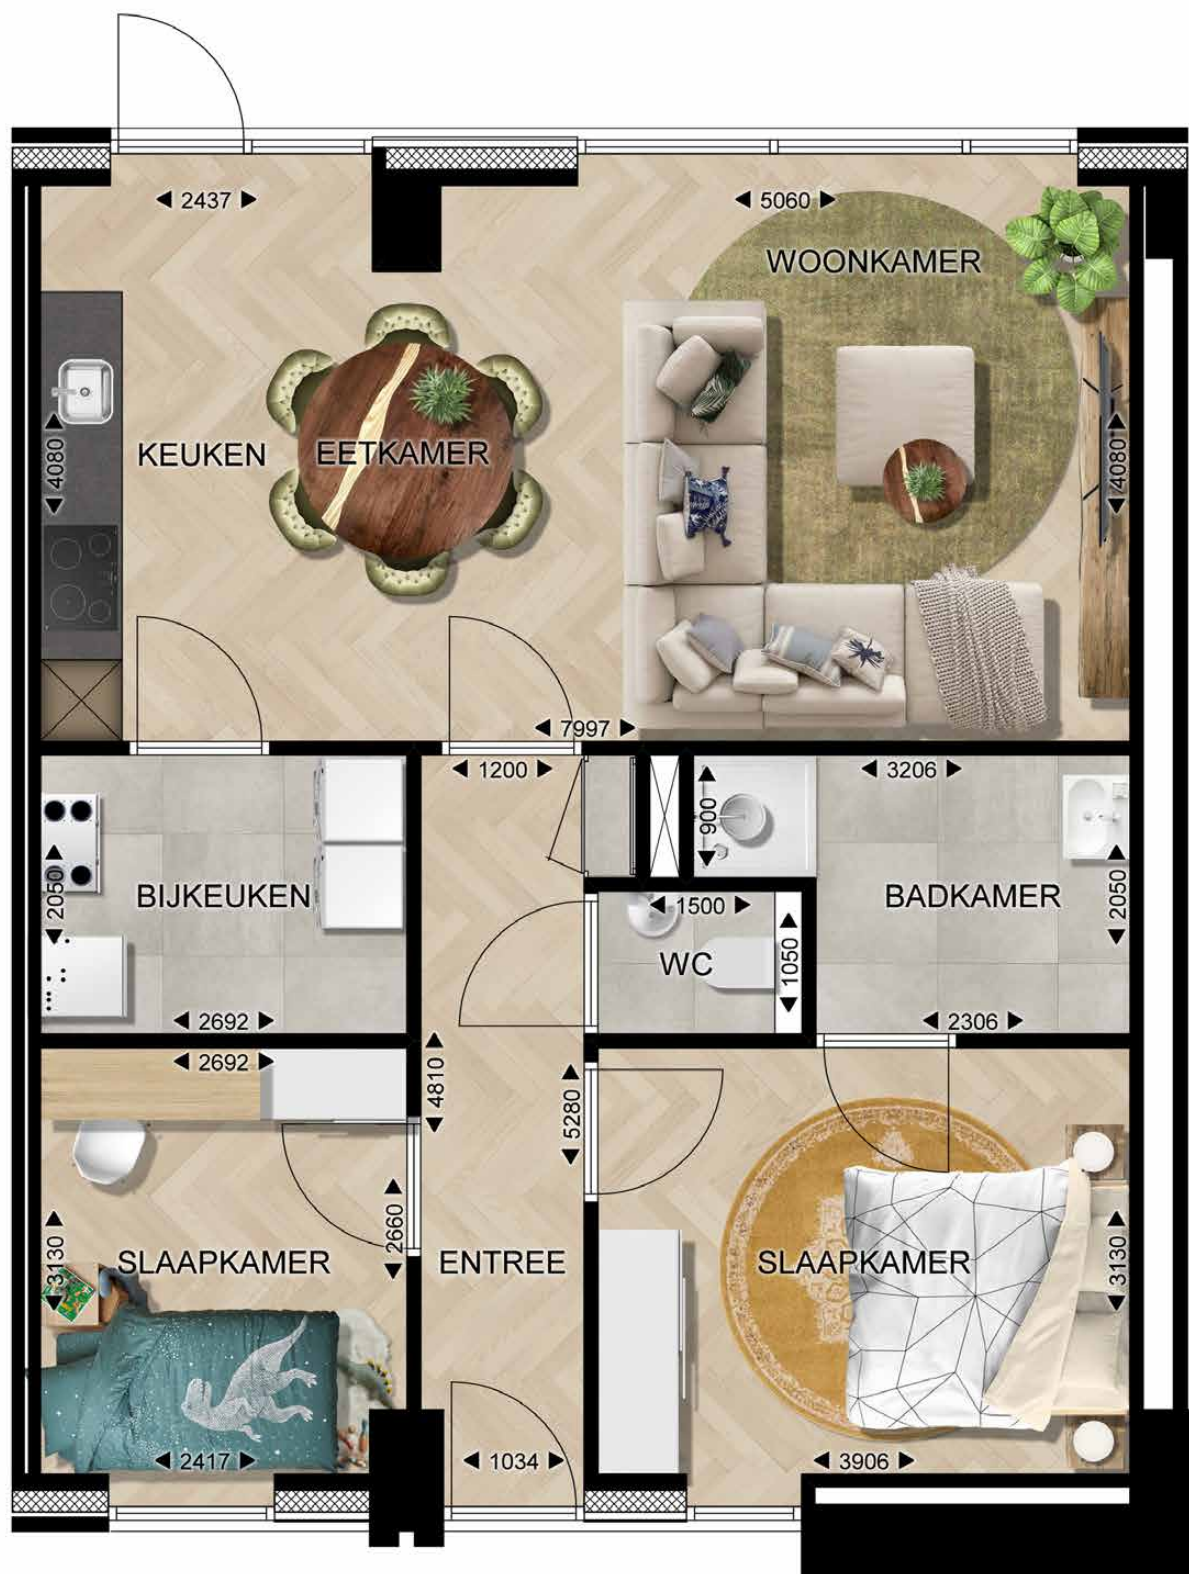 2437
5060
WOONKAMER
KEUKEN
EETKAMER
4080
4080
7997
1200
3206
900
2050
BIJKEUKEN
1500
BADKAMER
2050
WC
1050
2692
2306
2692
4810
5280
2660
3130
SLAAPKAMER
ENTREE
SLAAPKAMER
3130
2417
1034
3906